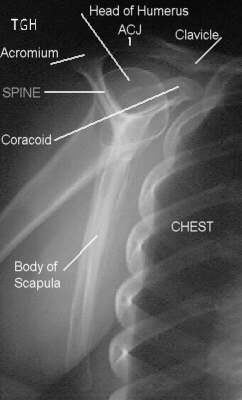 TGH
Head of Humerus
ACJ
Clavicle
Acromium
SPINE
Coracoid
CHEST
Body of
Scapula